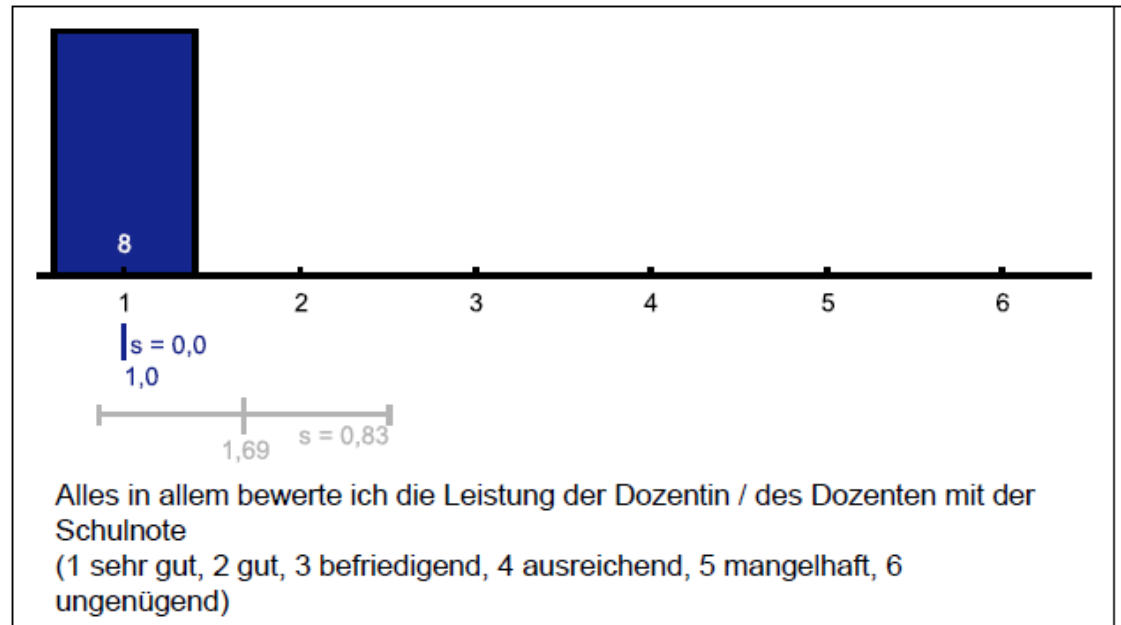 8
1 2 3 4 5 6
s = 0,0
1,0
s = 0,83
1,69
Alles in allem bewerte ich die Leistung der Dozentin / des Dozenten mit der
Schulnote
(1 sehr gut, 2 gut, 3 befriedigend, 4 ausreichend, 5 mangelhaft, 6
ungenügend)